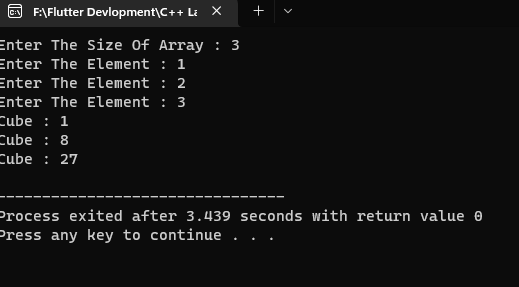 F:\Flutter Devlopment\C++ La
Enter The Size Of Array : 3
Enter The Element : 1
Enter The Element : 2
Enter The Element : 3
Cube : 1
Cube : 8
Cube : 27
--------------------------------
Process exited after 3.439 seconds with return value 0
Press any key to continue . . .